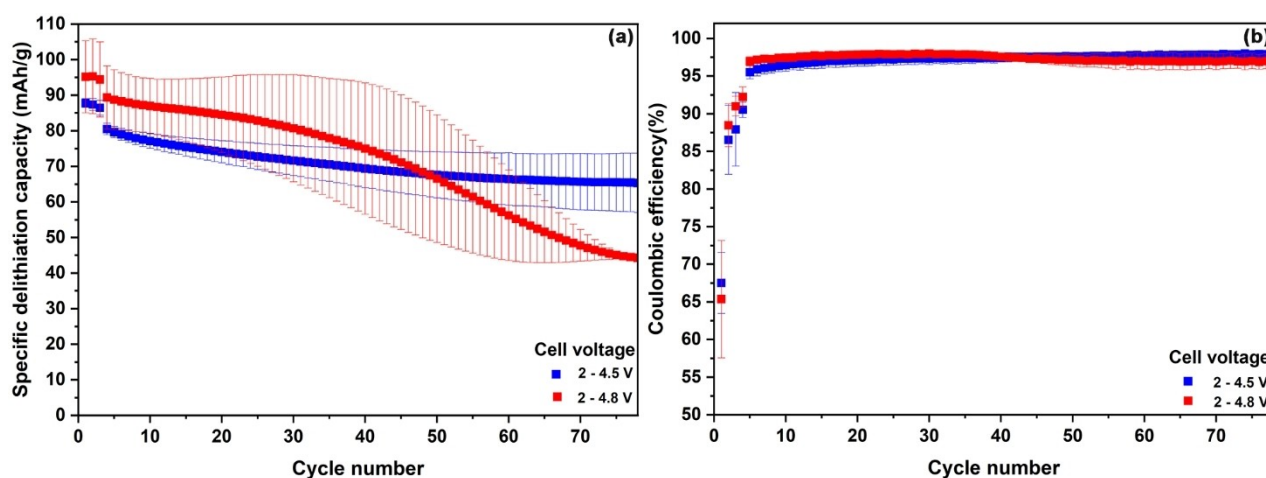 (a)
Specific delithiation capacity (mAh/g)
110
100
90
80
70
60
50
40
30
20
10
0
0 10 20 30 40 50 60 70
Cycle number
Cell voltage
2 - 4.5 V
2 - 4.8 V
(b)
Coulombic efficiency(%)
100
95
90
85
80
75
70
65
60
55
50
0 10 20 30 40 50 60 70
Cycle number
Cell voltage
2 - 4.5 V
2 - 4.8 V